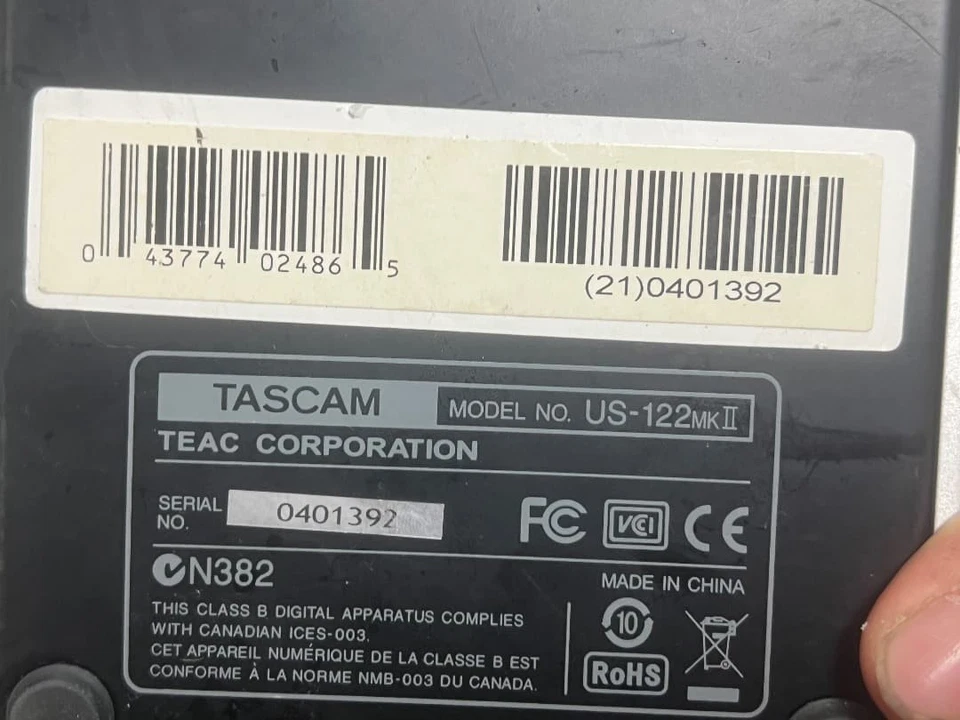 0 43774 02486 5
(21)0401392
TASCAM MODEL NO. US-122MKII
TEAC CORPORATION
SERIAL NO. 0401392
FC VCI CE
N382
MADE IN CHINA
THIS CLASS B DIGITAL APPARATUS COMPLIES
WITH CANADIAN ICES-003.
CET APPAREIL NUMÉRIQUE DE LA CLASSE B EST
CONFORME À LA NORME NMB-003 DU CANADA.
10
RoHS